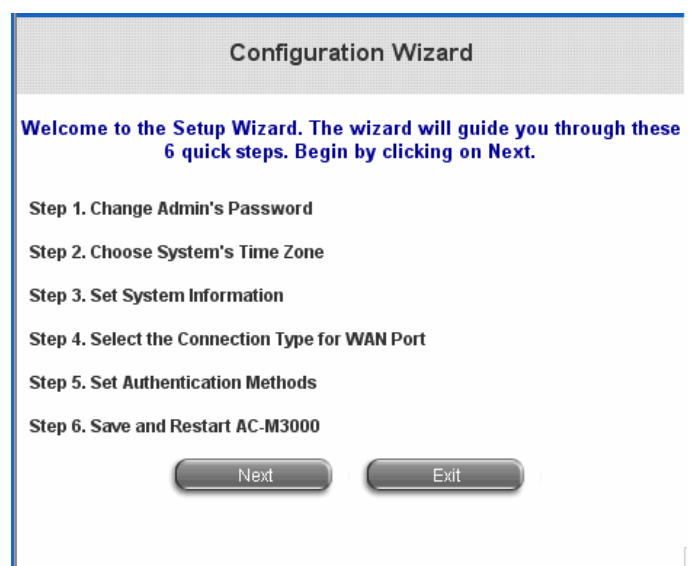 Configuration Wizard
Welcome to the Setup Wizard. The wizard will guide you through these
6 quick steps. Begin by clicking on Next.
Step 1. Change Admin's Password
Step 2. Choose System's Time Zone
Step 3. Set System Information
Step 4. Select the Connection Type for WAN Port
Step 5. Set Authentication Methods
Step 6. Save and Restart AC-M3000
Next Exit